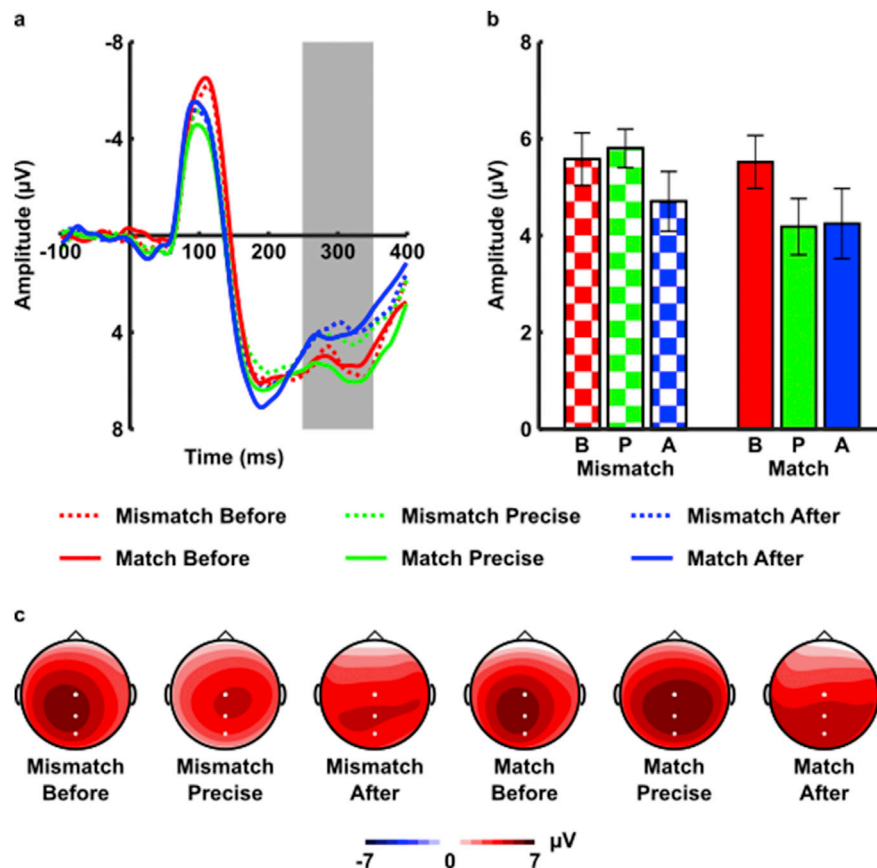 a
-8
-4
-100
100
200
300
400
4
8
Amplitude (µV)
Time (ms)
b
8
6
4
2
0
Amplitude (µV)
B P A B P A
Mismatch Match
Mismatch Before Mismatch Precise Mismatch After
Match Before Match Precise Match After
c
Mismatch Mismatch Mismatch Match Match Match
Before Precise After Before Precise After
µV
-7 0 7